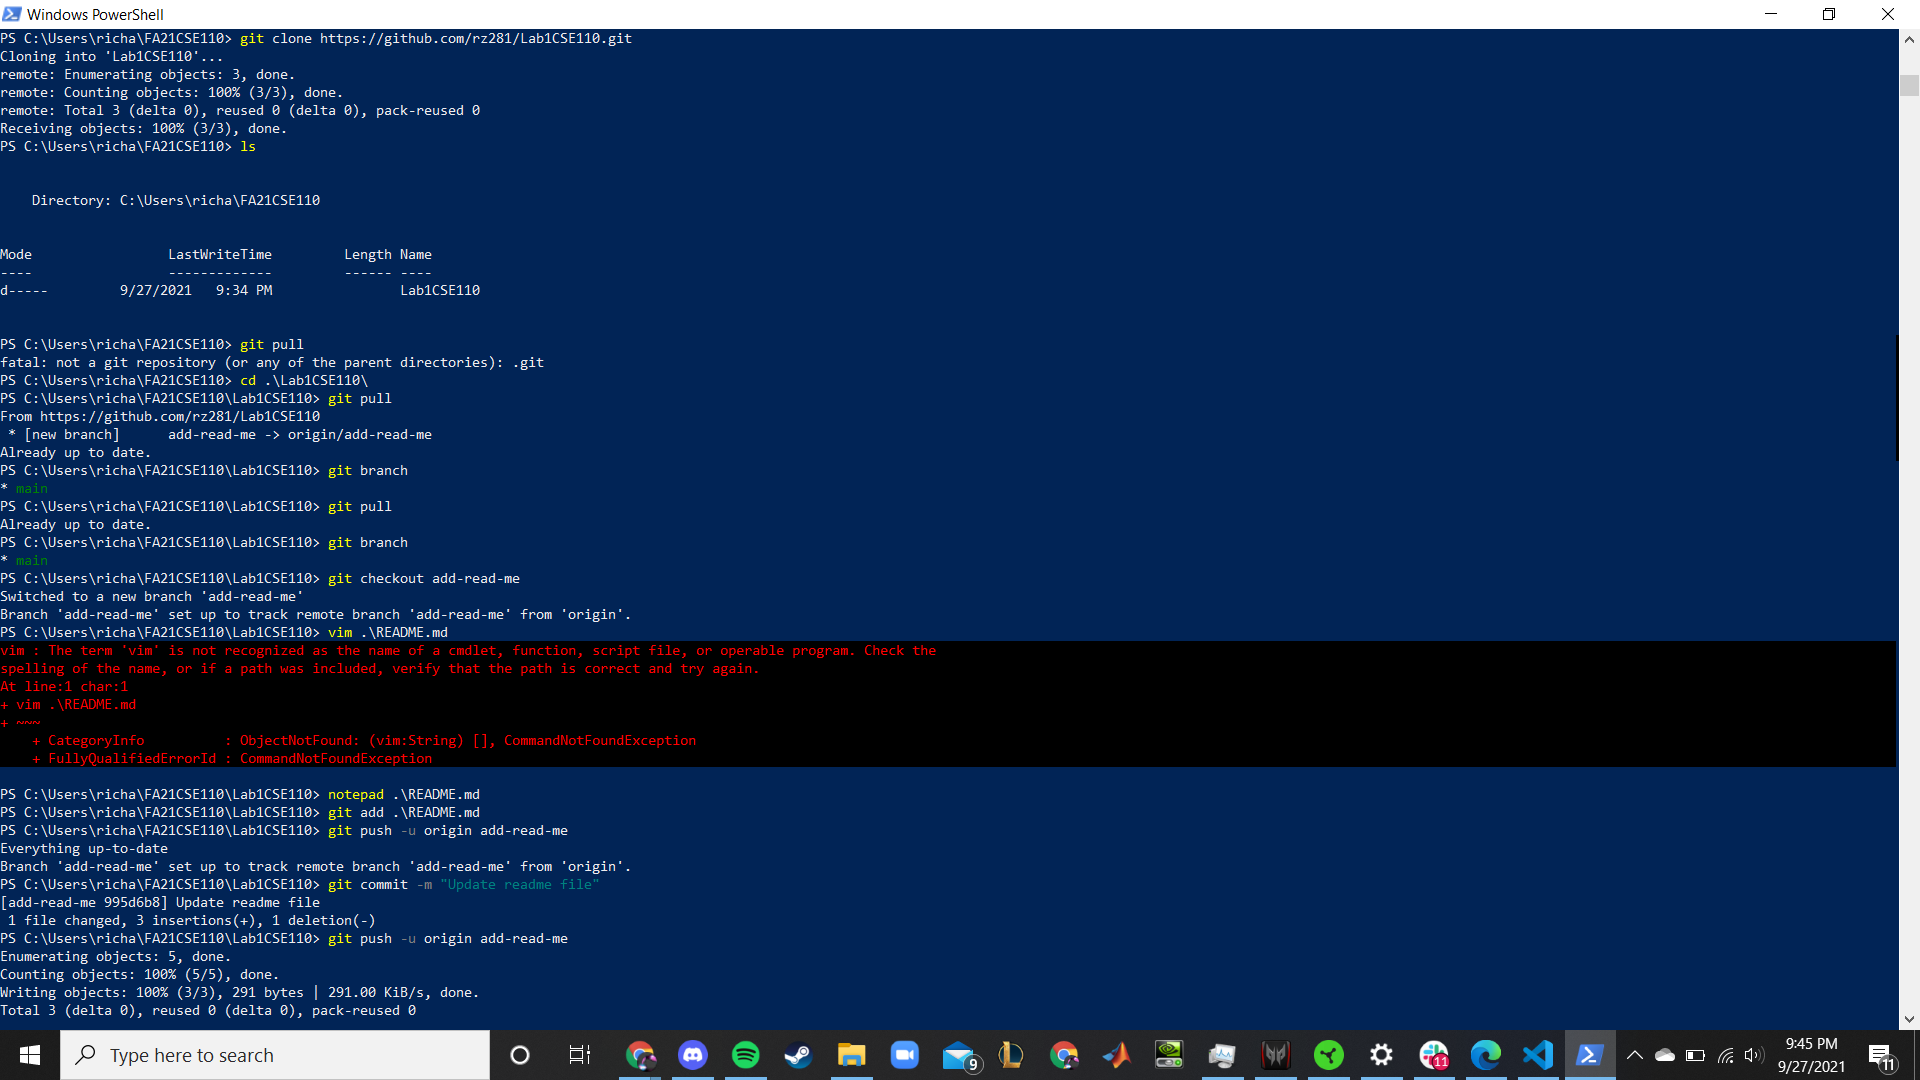 Windows PowerShell
PS C:\Users\richa\FA21CSE110> git clone https://github.com/rz281/Lab1CSE110.git
Cloning into 'Lab1CSE110'...
remote: Enumerating objects: 3, done.
remote: Counting objects: 100% (3/3), done.
remote: Total 3 (delta 0), reused 0 (delta 0), pack-reused 0
Receiving objects: 100% (3/3), done.
PS C:\Users\richa\FA21CSE110> ls
    Directory: C:\Users\richa\FA21CSE110
Mode                 LastWriteTime         Length Name
----                 -------------         ------ ----
d-----         9/27/2021   9:34 PM                Lab1CSE110
PS C:\Users\richa\FA21CSE110> git pull
fatal: not a git repository (or any of the parent directories): .git
PS C:\Users\richa\FA21CSE110> cd .\Lab1CSE110\
PS C:\Users\richa\FA21CSE110\Lab1CSE110> git pull
From https://github.com/rz281/Lab1CSE110
 * [new branch]      add-read-me -> origin/add-read-me
Already up to date.
PS C:\Users\richa\FA21CSE110\Lab1CSE110> git branch
* main
PS C:\Users\richa\FA21CSE110\Lab1CSE110> git pull
Already up to date.
PS C:\Users\richa\FA21CSE110\Lab1CSE110> git branch
* main
PS C:\Users\richa\FA21CSE110\Lab1CSE110> git checkout add-read-me
Switched to a new branch 'add-read-me'
Branch 'add-read-me' set up to track remote branch 'add-read-me' from 'origin'.
PS C:\Users\richa\FA21CSE110\Lab1CSE110> vim .\README.md
vim : The term 'vim' is not recognized as the name of a cmdlet, function, script file, or operable program. Check the
spelling of the name, or if a path was included, verify that the path is correct and try again.
At line:1 char:1
+ vim .\README.md
+ ~~~
    + CategoryInfo          : ObjectNotFound: (vim:String) [], CommandNotFoundException
    + FullyQualifiedErrorId : CommandNotFoundException
PS C:\Users\richa\FA21CSE110\Lab1CSE110> notepad .\README.md
PS C:\Users\richa\FA21CSE110\Lab1CSE110> git add .\README.md
PS C:\Users\richa\FA21CSE110\Lab1CSE110> git push -u origin add-read-me
Everything up-to-date
Branch 'add-read-me' set up to track remote branch 'add-read-me' from 'origin'.
PS C:\Users\richa\FA21CSE110\Lab1CSE110> git commit -m "Update readme file"
[add-read-me 995d6b8] Update readme file
 1 file changed, 3 insertions(+), 1 deletion(-)
PS C:\Users\richa\FA21CSE110\Lab1CSE110> git push -u origin add-read-me
Enumerating objects: 5, done.
Counting objects: 100% (5/5), done.
Writing objects: 100% (3/3), 291 bytes | 291.00 KiB/s, done.
Total 3 (delta 0), reused 0 (delta 0), pack-reused 0
Type here to search
9
11
9:45 PM
9/27/2021
11